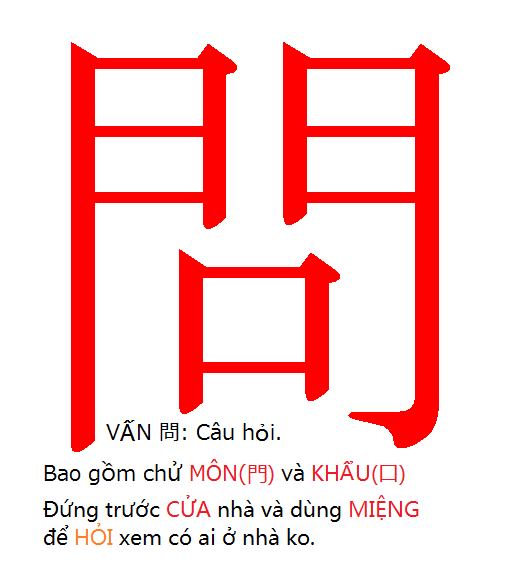 問
VẤN 問: Câu hỏi.
Bao gồm chử MÔN(門) và KHẨU(口)
Đứng trước CỬA nhà và dùng MIỆNG
để HỎI xem có ai ở nhà ko.